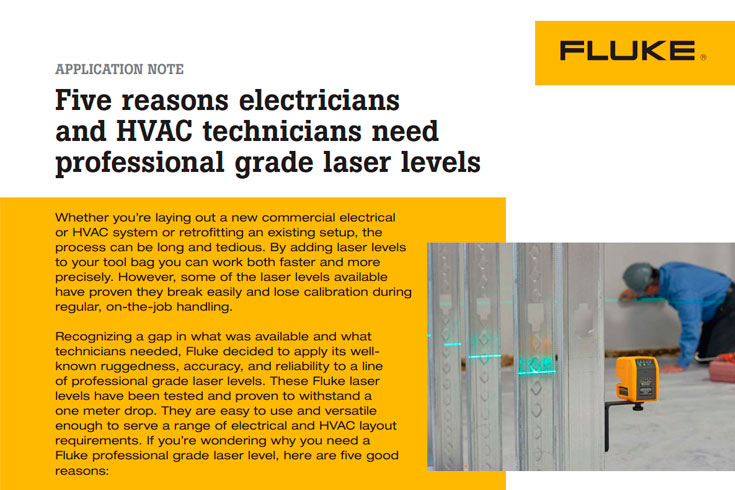 FLUKE®
APPLICATION NOTE
Five reasons electricians
and HVAC technicians need
professional grade laser levels
Whether you’re laying out a new commercial electrical
or HVAC system or retrofitting an existing setup, the
process can be long and tedious. By adding laser levels
to your tool bag you can work both faster and more
precisely. However, some of the laser levels available
have proven they break easily and lose calibration during
regular, on-the-job handling.
Recognizing a gap in what was available and what
technicians needed, Fluke decided to apply its well-
known ruggedness, accuracy, and reliability to a line
of professional grade laser levels. These Fluke laser
levels have been tested and proven to withstand a
one meter drop. They are easy to use and versatile
enough to serve a range of electrical and HVAC layout
requirements. If you’re wondering why you need a
Fluke professional grade laser level, here are five good
reasons: